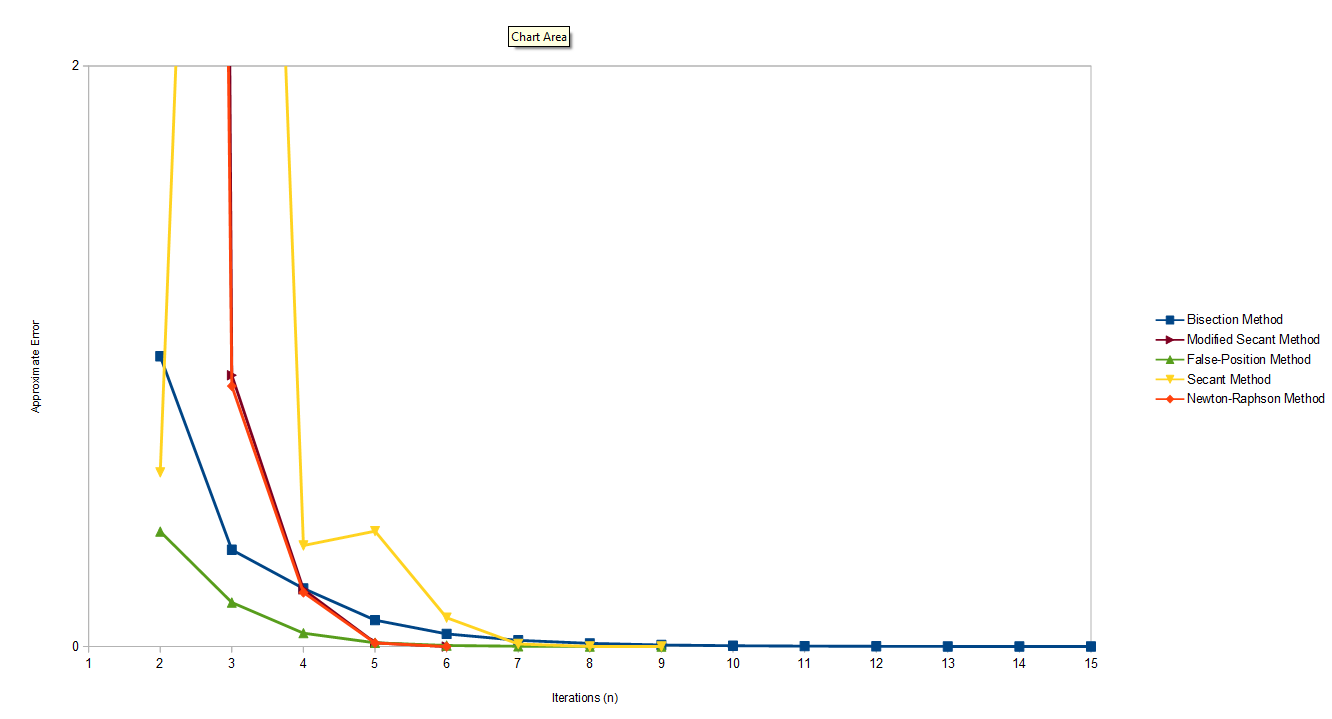 Chart Area
2
0
Approximate Error
1 2 3 4 5 6 7 8 9 10 11 12 13 14 15
Iterations (n)
Bisection Method
Modified Secant Method
False-Position Method
Secant Method
Newton-Raphson Method